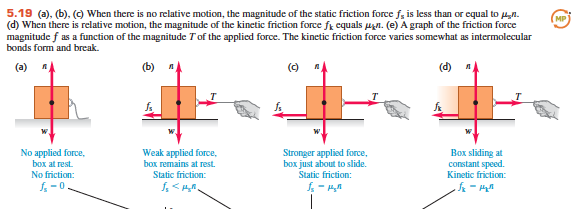 5.19 (a), (b), (c) When there is no relative motion, the magnitude of the static friction force fₛ is less than or equal to μₛn.
(d) When there is relative motion, the magnitude of the kinetic friction force fₖ equals μₖn. (e) A graph of the friction force
magnitude f as a function of the magnitude T of the applied force. The kinetic friction force varies somewhat as intermolecular
bonds form and break.
MP
(a) n
w
No applied force,
box at rest.
No friction:
fₛ = 0
(b) n
T
fₛ
w
Weak applied force,
box remains at rest.
Static friction:
fₛ < μₛn
(c) n
T
fₛ
w
Stronger applied force,
box just about to slide.
Static friction:
fₛ = μₛn
(d) n
T
fₖ
w
Box sliding at
constant speed.
Kinetic friction:
fₖ = μₖn